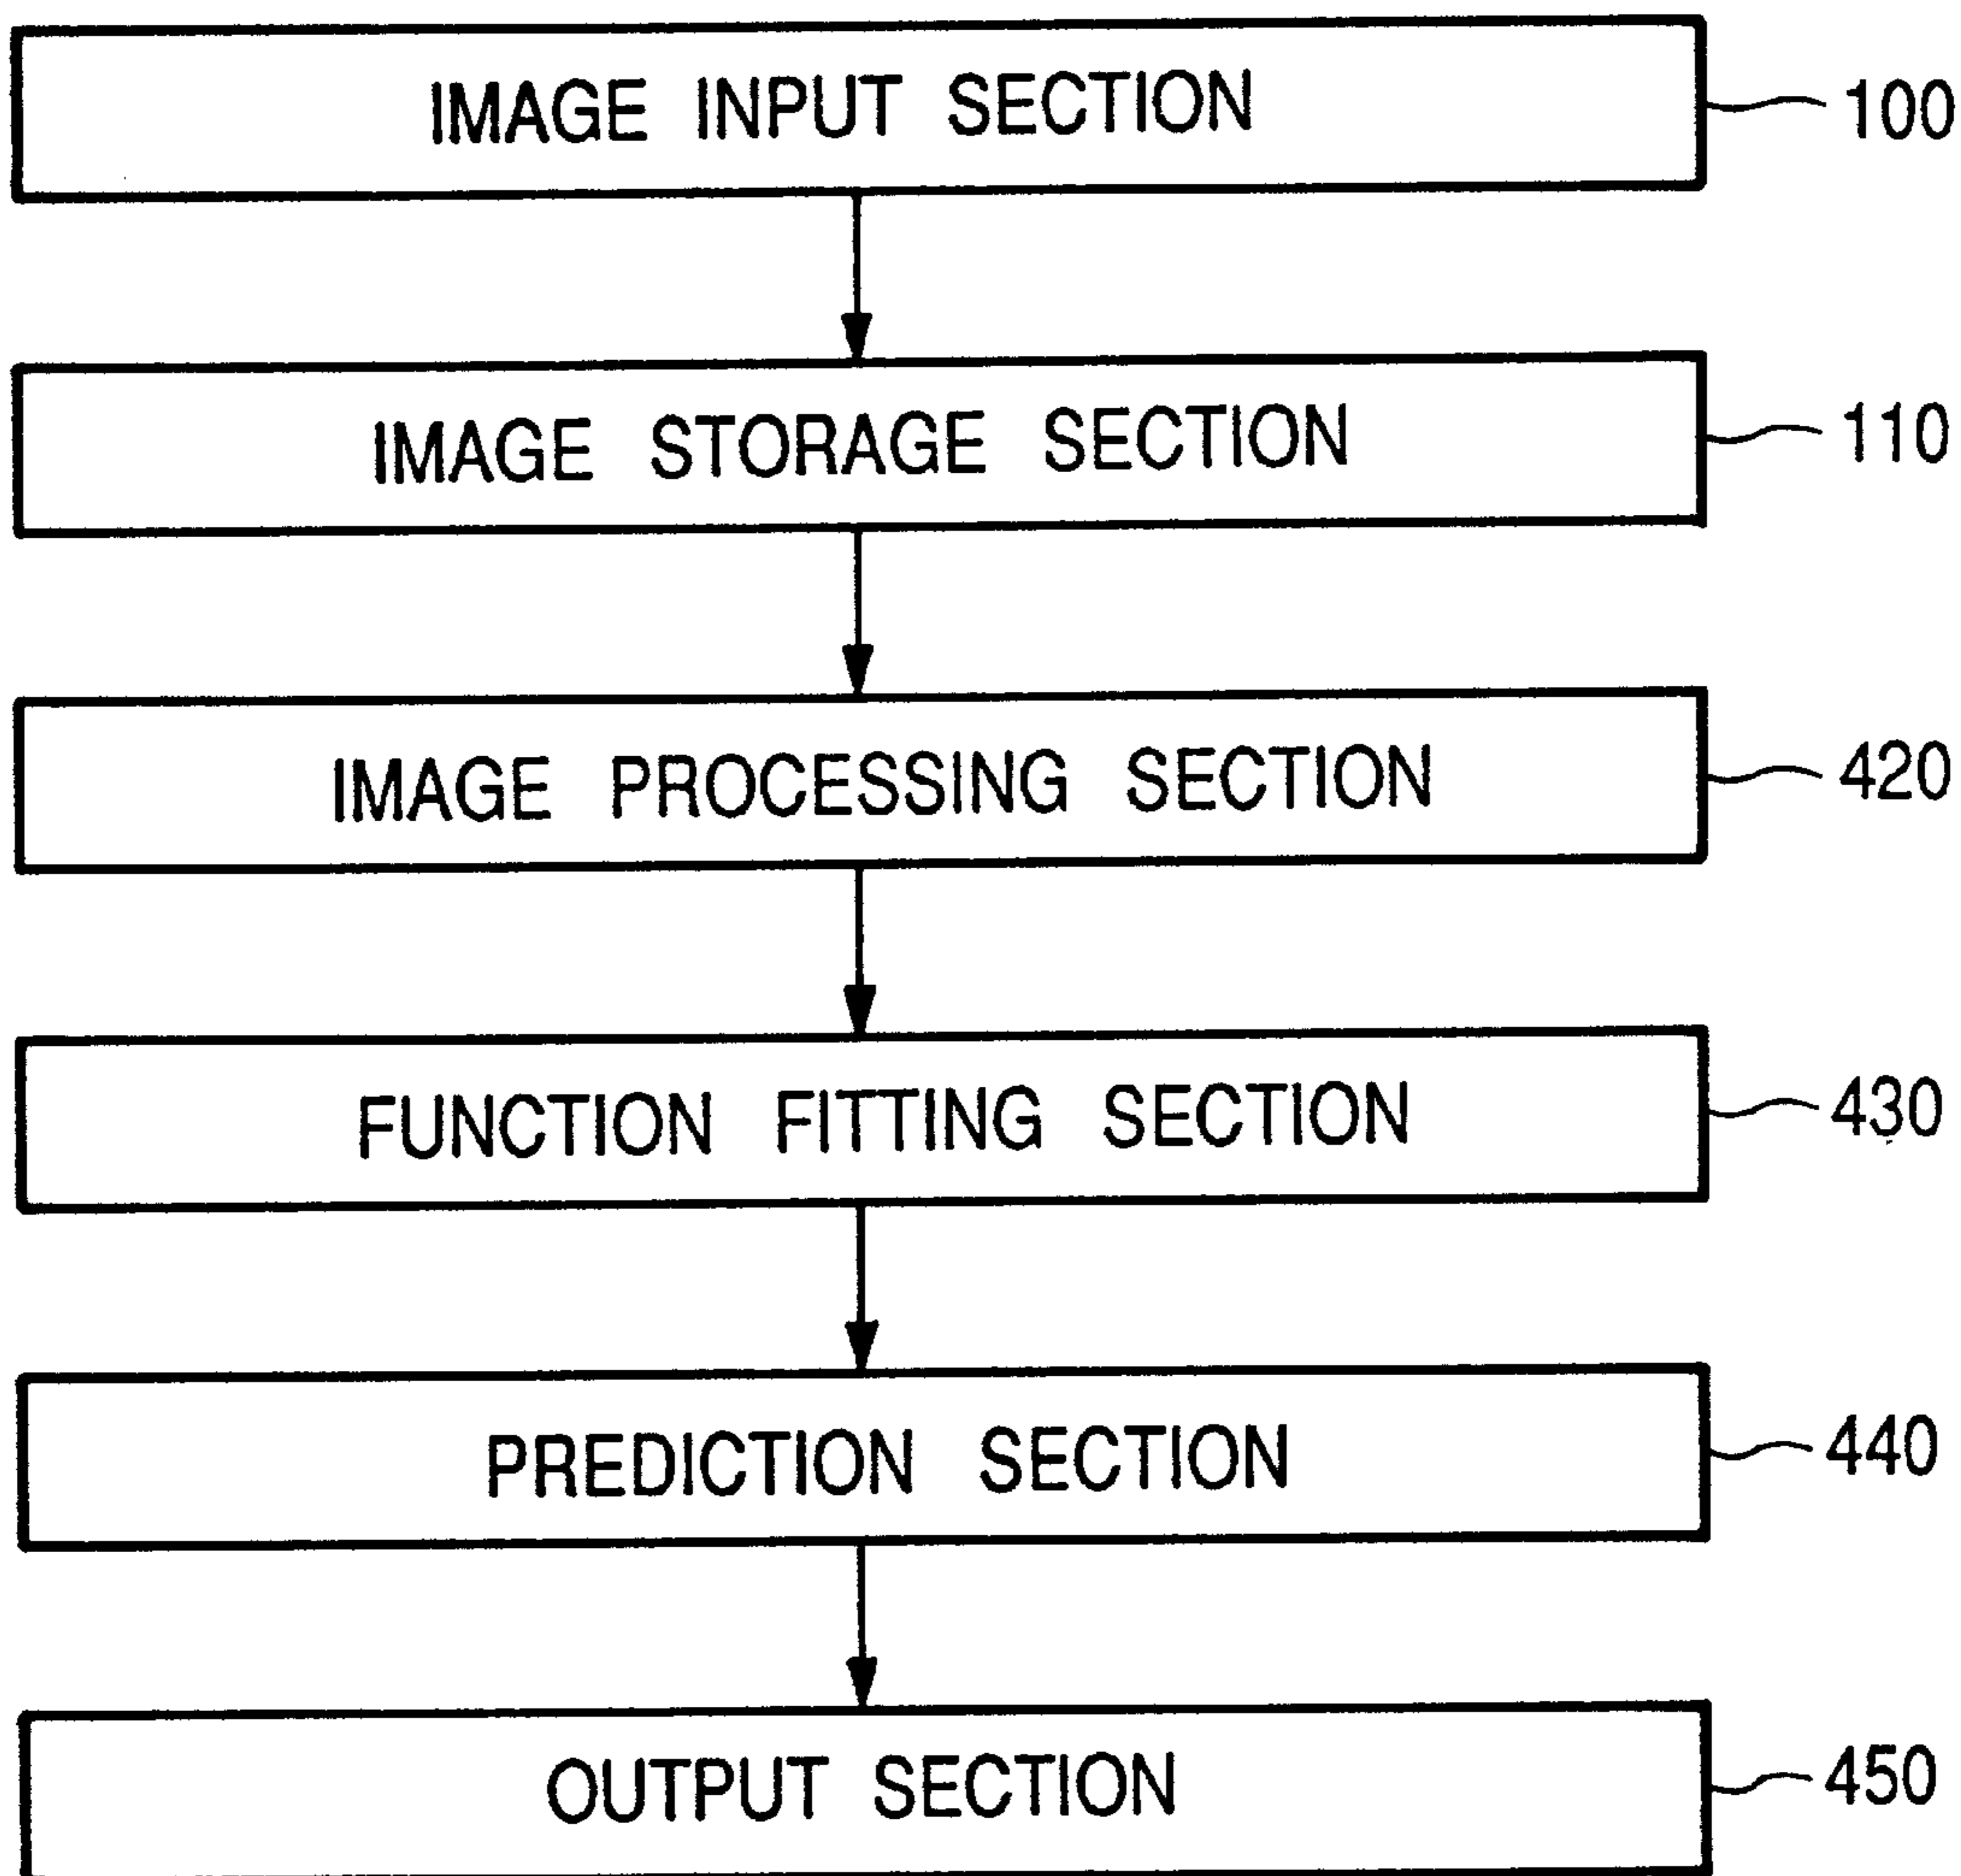 IMAGE INPUT SECTION 100
IMAGE STORAGE SECTION 110
IMAGE PROCESSING SECTION 420
FUNCTION FITTING SECTION 430
PREDICTION SECTION 440
OUTPUT SECTION 450